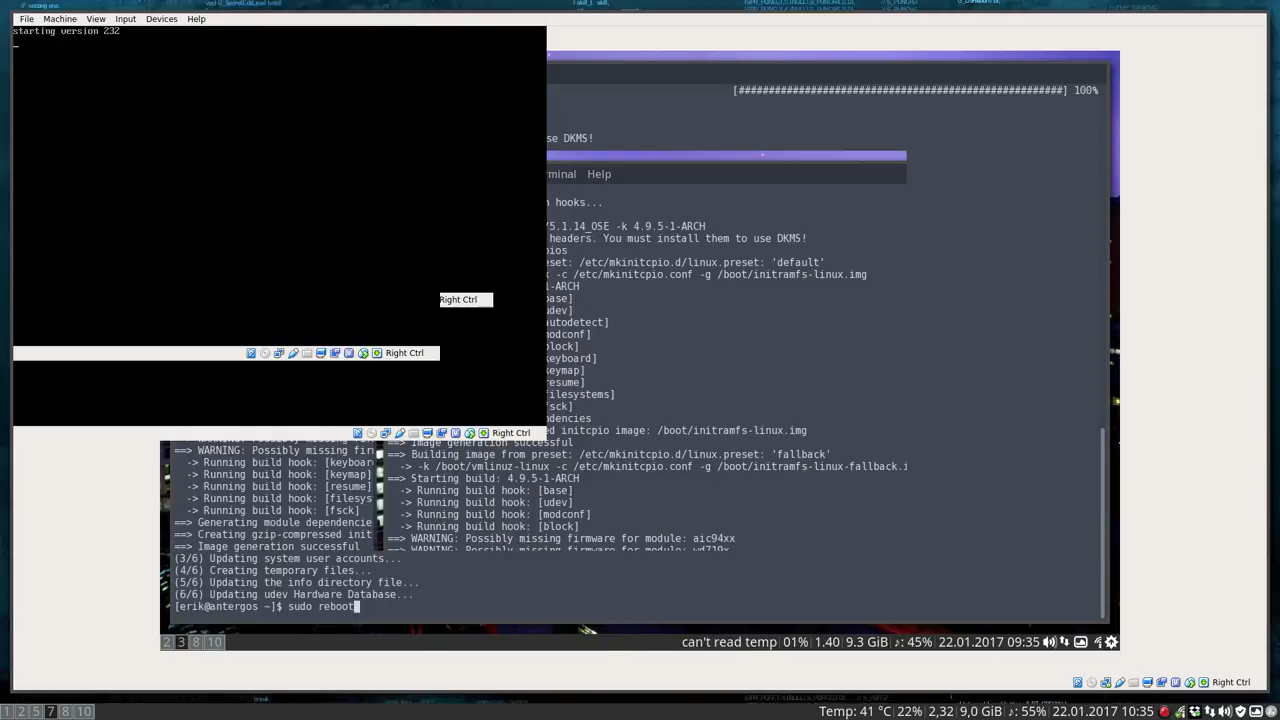 File Machine View Input Devices Help
starting version 232
[######################################################] 100%
se DKMS!
rminal Help
n hooks...
/5.1.14_OSE -k 4.9.5-1-ARCH
headers. You must install them to use DKMS!
pios
eset: /etc/mkinitcpio.d/linux.preset: 'default'
x -c /etc/mkinitcpio.conf -g /boot/initramfs-linux.img
-1-ARCH
base]
udev]
autodetect]
modconf]
block]
keyboard]
keymap]
resume]
filesystems]
fsck]
endencies
ed initcpio image: /boot/initramfs-linux.img
Right Ctrl
Right Ctrl
Right Ctrl
==> WARNING: Possibly missing fir
-> Running build hook: [keyboar
-> Running build hook: [keymap]
-> Running build hook: [resume]
-> Running build hook: [filesys
-> Running build hook: [fsck]
==> Generating module dependencie
==> Creating gzip-compressed init
==> Image generation successful
==> Image generation successful
==> Building image from preset: /etc/mkinitcpio.d/linux.preset: 'fallback'
-> -k /boot/vmlinuz-linux -c /etc/mkinitcpio.conf -g /boot/initramfs-linux-fallback.i
==> Starting build: 4.9.5-1-ARCH
-> Running build hook: [base]
-> Running build hook: [udev]
-> Running build hook: [modconf]
-> Running build hook: [block]
==> WARNING: Possibly missing firmware for module: aic94xx
==> WARNING: Possibly missing firmware for module: wd719x
(3/6) Updating system user accounts...
(4/6) Creating temporary files...
(5/6) Updating the info directory file...
(6/6) Updating udev Hardware Database...
[erik@antergos ~]$ sudo reboot
2 3 8 10 can't read temp 01% 1.40 9.3 GiB ♪: 45% 22.01.2017 09:35
Right Ctrl
1 2 5 7 8 10 Temp: 41 °C 22% 2,32 9,0 GiB ♪: 55% 22.01.2017 10:35